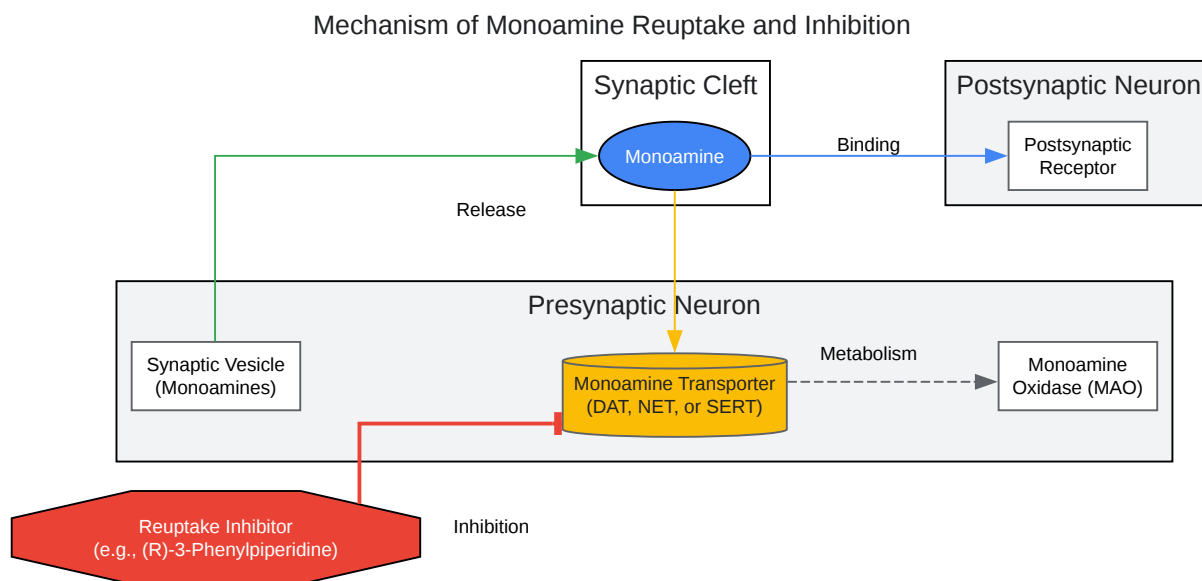 Mechanism of Monoamine Reuptake and Inhibition
Synaptic Cleft
Postsynaptic Neuron
Monoamine
Binding
Postsynaptic
Receptor
Release
Presynaptic Neuron
Synaptic Vesicle
(Monoamines)
Monoamine Transporter
(DAT, NET, or SERT)
Metabolism
Monoamine
Oxidase (MAO)
Reuptake Inhibitor
(e.g., (R)-3-Phenylpiperidine)
Inhibition